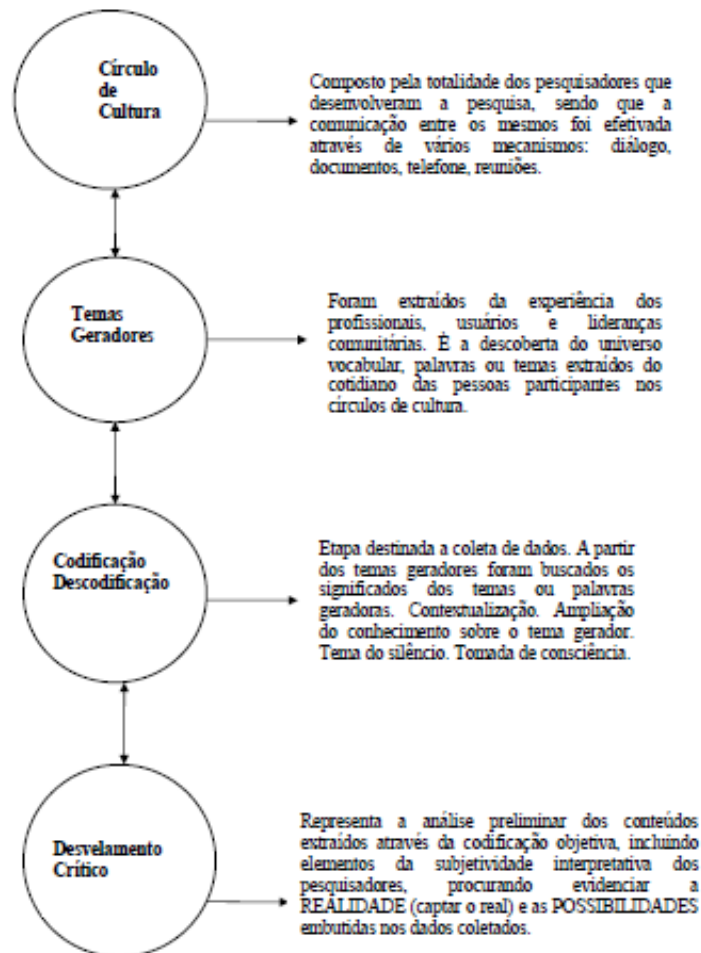 Círculo
de
Cultura
Composto pela totalidade dos pesquisadores que
desenvolveram a pesquisa, sendo que a
comunicação entre os mesmos foi efetivada
através de vários mecanismos: diálogo,
documentos, telefone, reuniões.
Temas
Geradores
Foram extraídos da experiência dos
profissionais, usuários e lideranças
comunitárias. É a descoberta do universo
vocabular, palavras ou temas extraídos do
cotidiano das pessoas participantes nos
círculos de cultura.
Codificação
Descodificação
Etapa destinada a coleta de dados. A partir
dos temas geradores foram buscados os
significados dos temas ou palavras
geradoras. Contextualização. Ampliação
do conhecimento sobre o tema gerador.
Tema do silêncio. Tomada de consciência.
Desvelamento
Crítico
Representa a análise preliminar dos conteúdos
extraídos através da codificação objetiva, incluindo
elementos da subjetividade interpretativa dos
pesquisadores, procurando evidenciar a
REALIDADE (captar o real) e as POSSIBILIDADES
embutidas nos dados coletados.